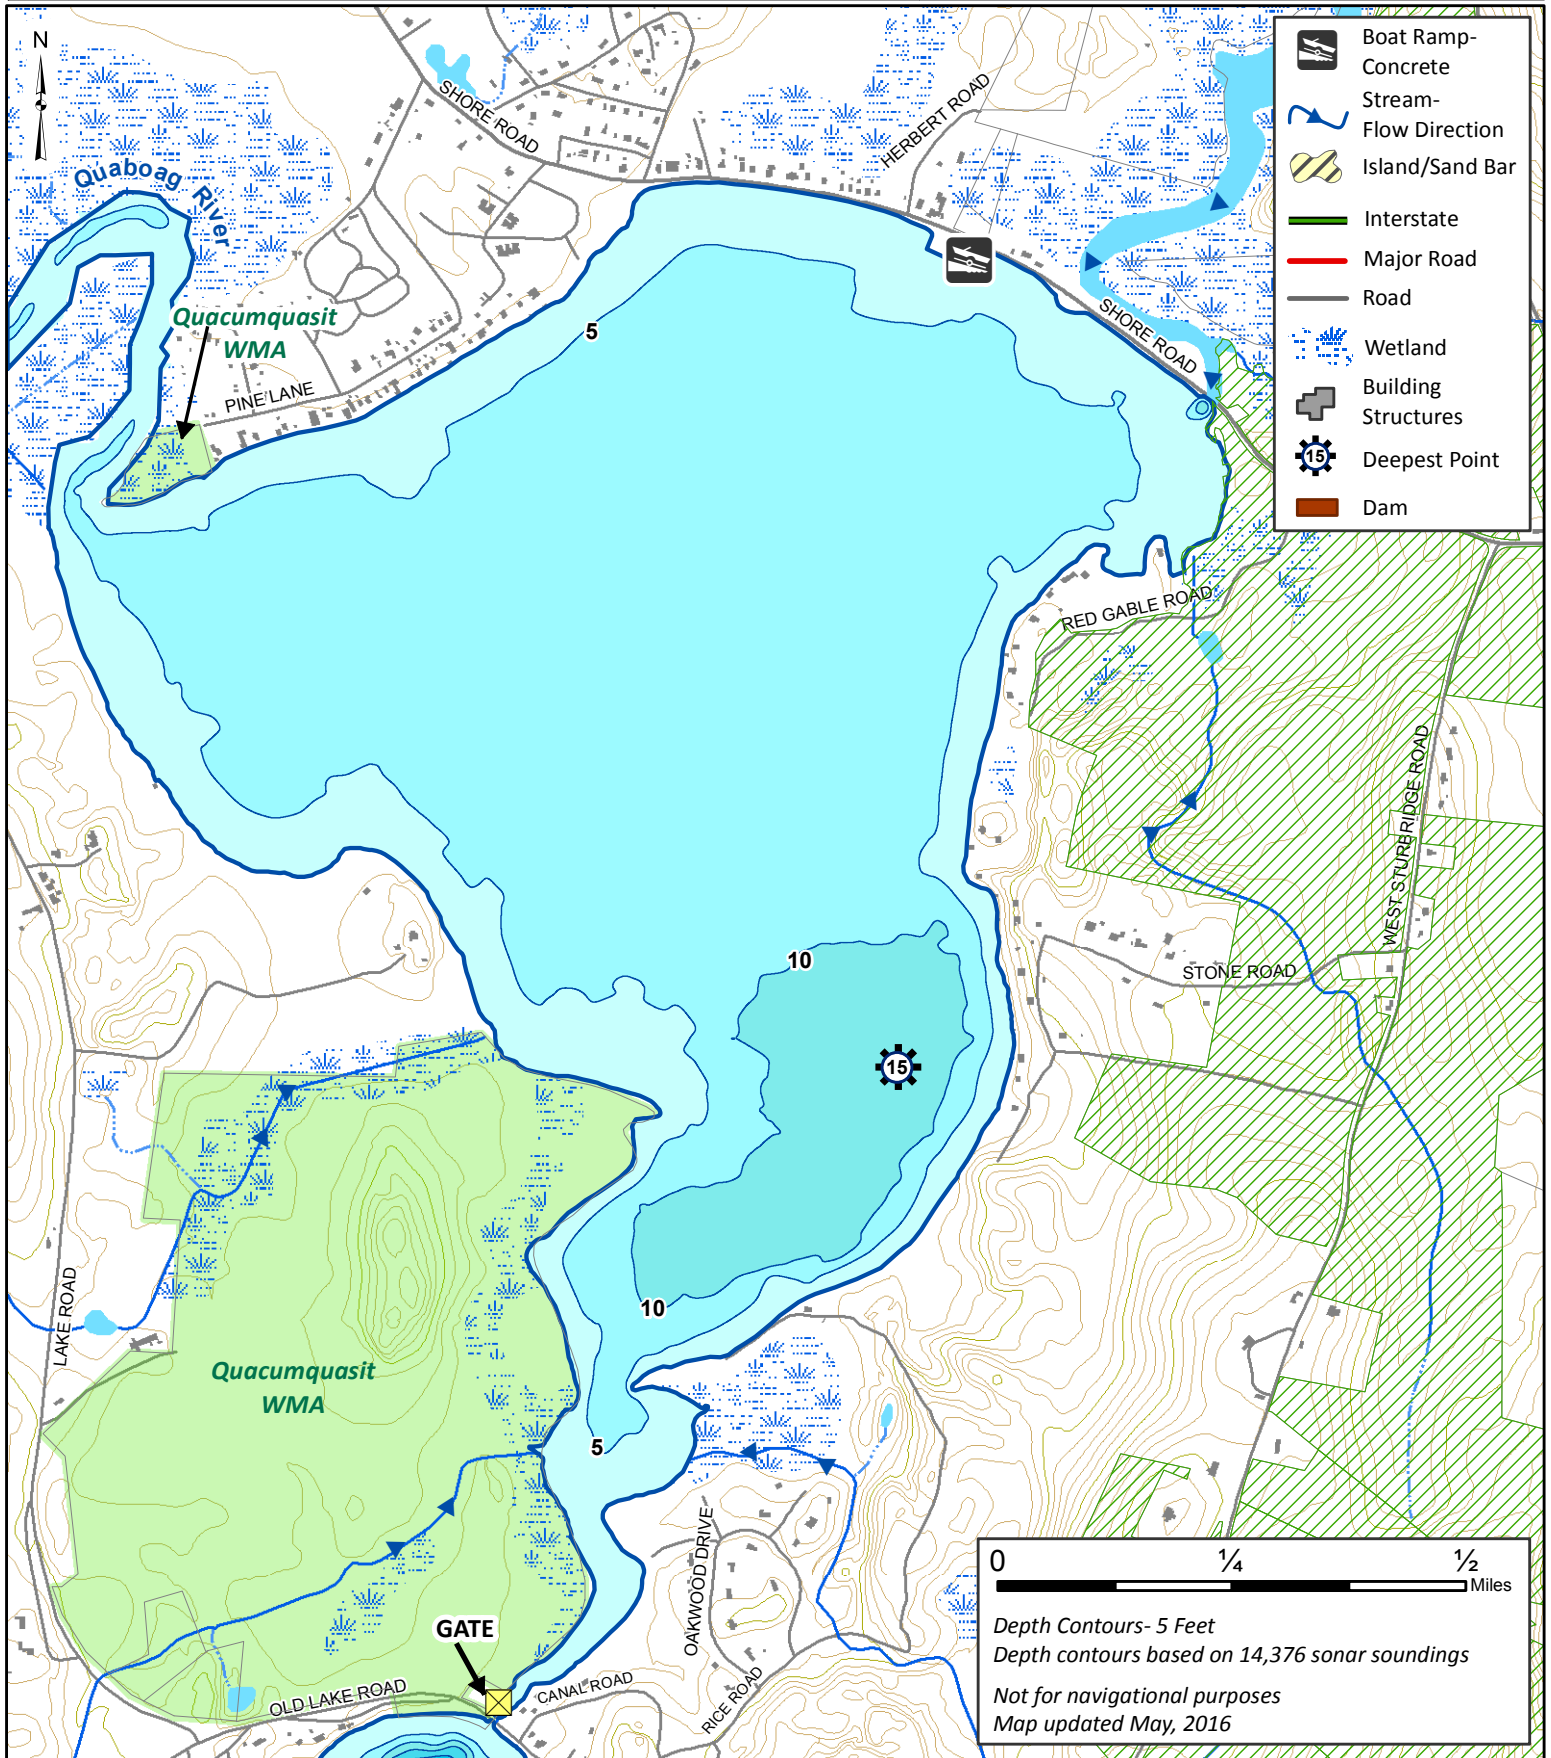 N
Quaboag River
Quacumquasit
WMA
PINE LANE
SHORE ROAD
HERBERT ROAD
SHORE ROAD
5
RED GABLE ROAD
WEST STURBRIDGE ROAD
STONE ROAD
10
15
10
5
LAKE ROAD
Quacumquasit
WMA
GATE
OLD LAKE ROAD
CANAL ROAD
RICE ROAD
OAKWOOD DRIVE
Boat Ramp-
Concrete
Stream-
Flow Direction
Island/Sand Bar
Interstate
Major Road
Road
Wetland
Building
Structures
15
Deepest Point
Dam
0 ¼ ½
Miles
Depth Contours- 5 Feet
Depth contours based on 14,376 sonar soundings
Not for navigational purposes
Map updated May, 2016